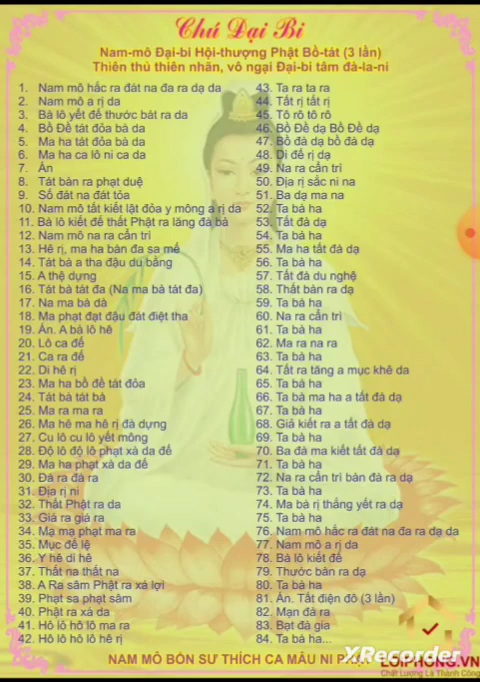 Chú Đại Bi
Nam-mô Đại-bi Hội-thượng Phật Bồ-tát (3 lần)
Thiên thủ thiên nhãn, vô ngại Đại-bi tâm đà-la-ni
1. Nam mô hắc ra đát na đa ra dạ da
2. Nam mô a rị da
3. Bà lô yết đế thước bát ra da
4. Bồ Đề tát đỏa bà da
5. Ma ha tát đỏa bà da
6. Ma ha ca lô ni ca da
7. Án
8. Tát bàn ra phạt duệ
9. Số đát na đát tỏa
10. Nam mô tất kiết lật đỏa y mông a rị da
11. Bà lô kiết đế thất Phật ra lăng đà bà
12. Nam mô na ra cẩn trì
13. Hê rị, ma ha bàn đa sa mế
14. Tát bà a tha đậu du bằng
15. A thệ dựng
16. Tát bà tát đa (Na ma bà tát đa)
17. Na ma bà dà
18. Ma phạt đạt đậu đát điệt tha
19. Án. A bà lô hê
20. Lô ca đế
21. Ca ra đế
22. Di hê rị
23. Ma ha bồ đề tát đỏa
24. Tát bà tát bà
25. Ma ra ma ra
26. Ma hê ma hê rị đà dựng
27. Cu lô cu lô yết mông
28. Độ lô độ lô phạt xà da đế
29. Ma ha phạt xà da đế
30. Đà ra đà ra
31. Địa rị ni
32. Thất Phật ra da
33. Giá ra giá ra
34. Mạ mạ phạt ma ra
35. Mục đế lệ
36. Y hê di hê
37. Thất na thất na
38. A Ra sâm Phật ra xá lợi
39. Phạt sa phạt sâm
40. Phật ra xá da
41. Hô lô hô lô ma ra
42. Hô lô hô lô hê rị
43. Ta ra ta ra
44. Tất rị tất rị
45. Tô rô tô rô
46. Bồ Đề dạ Bồ Đề dạ
47. Bồ đà dạ bồ đà dạ
48. Di đế rị dạ
49. Na ra cẩn trì
50. Địa rị sắc ni na
51. Ba dạ ma na
52. Ta bà ha
53. Tất đà dạ
54. Ta bà ha
55. Ma ha tất đà dạ
56. Ta bà ha
57. Tất đà du nghệ
58. Thất bàn ra dạ
59. Ta bà ha
60. Na ra cẩn trì
61. Ta bà ha
62. Ma ra na ra
63. Ta bà ha
64. Tất ra tăng a mục khê da
65. Ta bà ha
66. Ta bà ma ha a tất đà dạ
67. Ta bà ha
68. Giả kiết ra a tất đà dạ
69. Ta bà ha
70. Ba đà ma kiết tất đà dạ
71. Ta bà ha
72. Na ra cẩn trì bàn đà ra dạ
73. Ta bà ha
74. Ma bà rị thắng yết ra dạ
75. Ta bà ha
76. Nam mô hắc ra đát na đa ra dạ da
77. Nam mô a rị da
78. Bà lô kiết đế
79. Thước bàn ra dạ
80. Ta bà ha
81. Án. Tất điện đô (3 lần)
82. Mạn đà ra
83. Bạt đà gia
84. Ta bà ha...
NAM MÔ BỔN SƯ THÍCH CA MÂU NI PHẬT
XRecorder
LOIPHONG.VN
Chất Lượng Là Thành Công